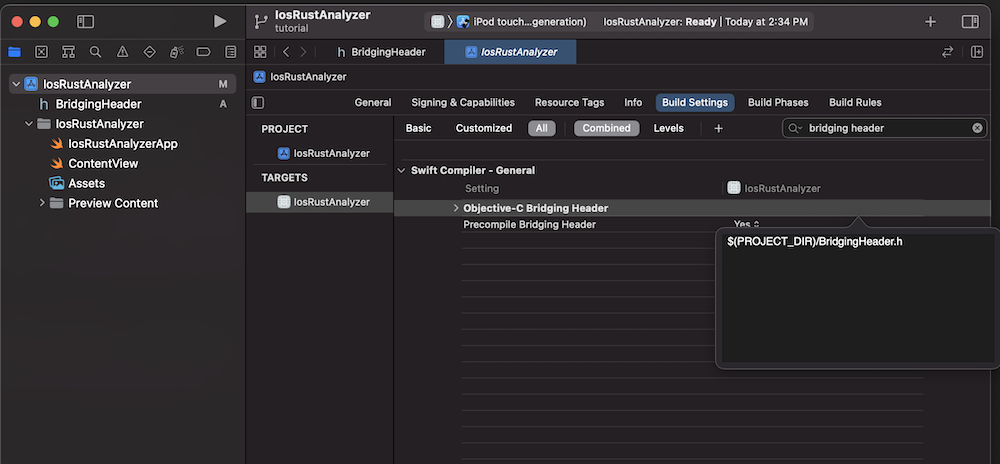 IosRustAnalyzer
tutorial
iPod touch...generation)
IosRustAnalyzer: Ready | Today at 2:34 PM
h BridgingHeader
IosRustAnalyzer
IosRustAnalyzer M
h BridgingHeader A
IosRustAnalyzer
IosRustAnalyzerApp
ContentView
Assets
Preview Content
IosRustAnalyzer
General Signing & Capabilities Resource Tags Info Build Settings Build Phases Build Rules
PROJECT
IosRustAnalyzer
TARGETS
IosRustAnalyzer
Basic Customized All Combined Levels + bridging header
Swift Compiler - General
Setting IosRustAnalyzer
Objective-C Bridging Header
Precompile Bridging Header Yes
$(PROJECT_DIR)/BridgingHeader.h